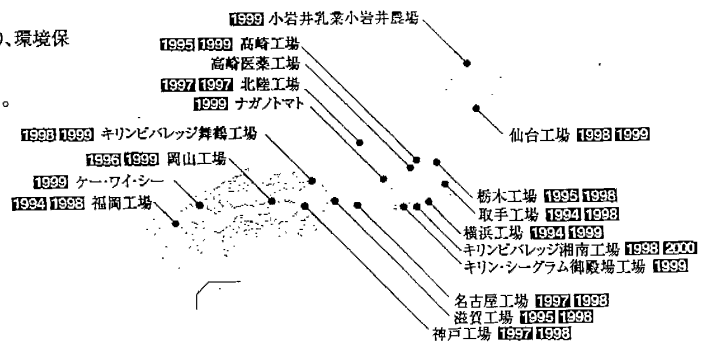 り、環境保
。
1999 小岩井乳業小岩井農場
1995 1999 高崎工場
高崎医薬工場
1997 1997 北陸工場
1999 ナガノトマト
1998 1999 キリンビバレッジ舞鶴工場
1996 1999 岡山工場
1999 ケー・ワイ・シー
1994 1998 福岡工場
仙台工場 1998 1999
栃木工場 1995 1998
取手工場 1994 1998
横浜工場 1994 1999
キリンビバレッジ湘南工場 1998 2000
キリン・シーグラム御殿場工場 1999
名古屋工場 1997 1998
滋賀工場 1995 1998
神戸工場 1997 1998